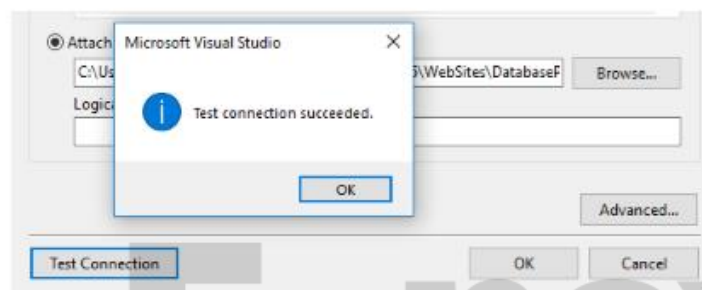 Attach
Microsoft Visual Studio
C:\Us
\WebSites\DatabaseF
Browse...
Logic
Test connection succeeded.
OK
Advanced...
Test Connection
OK
Cancel